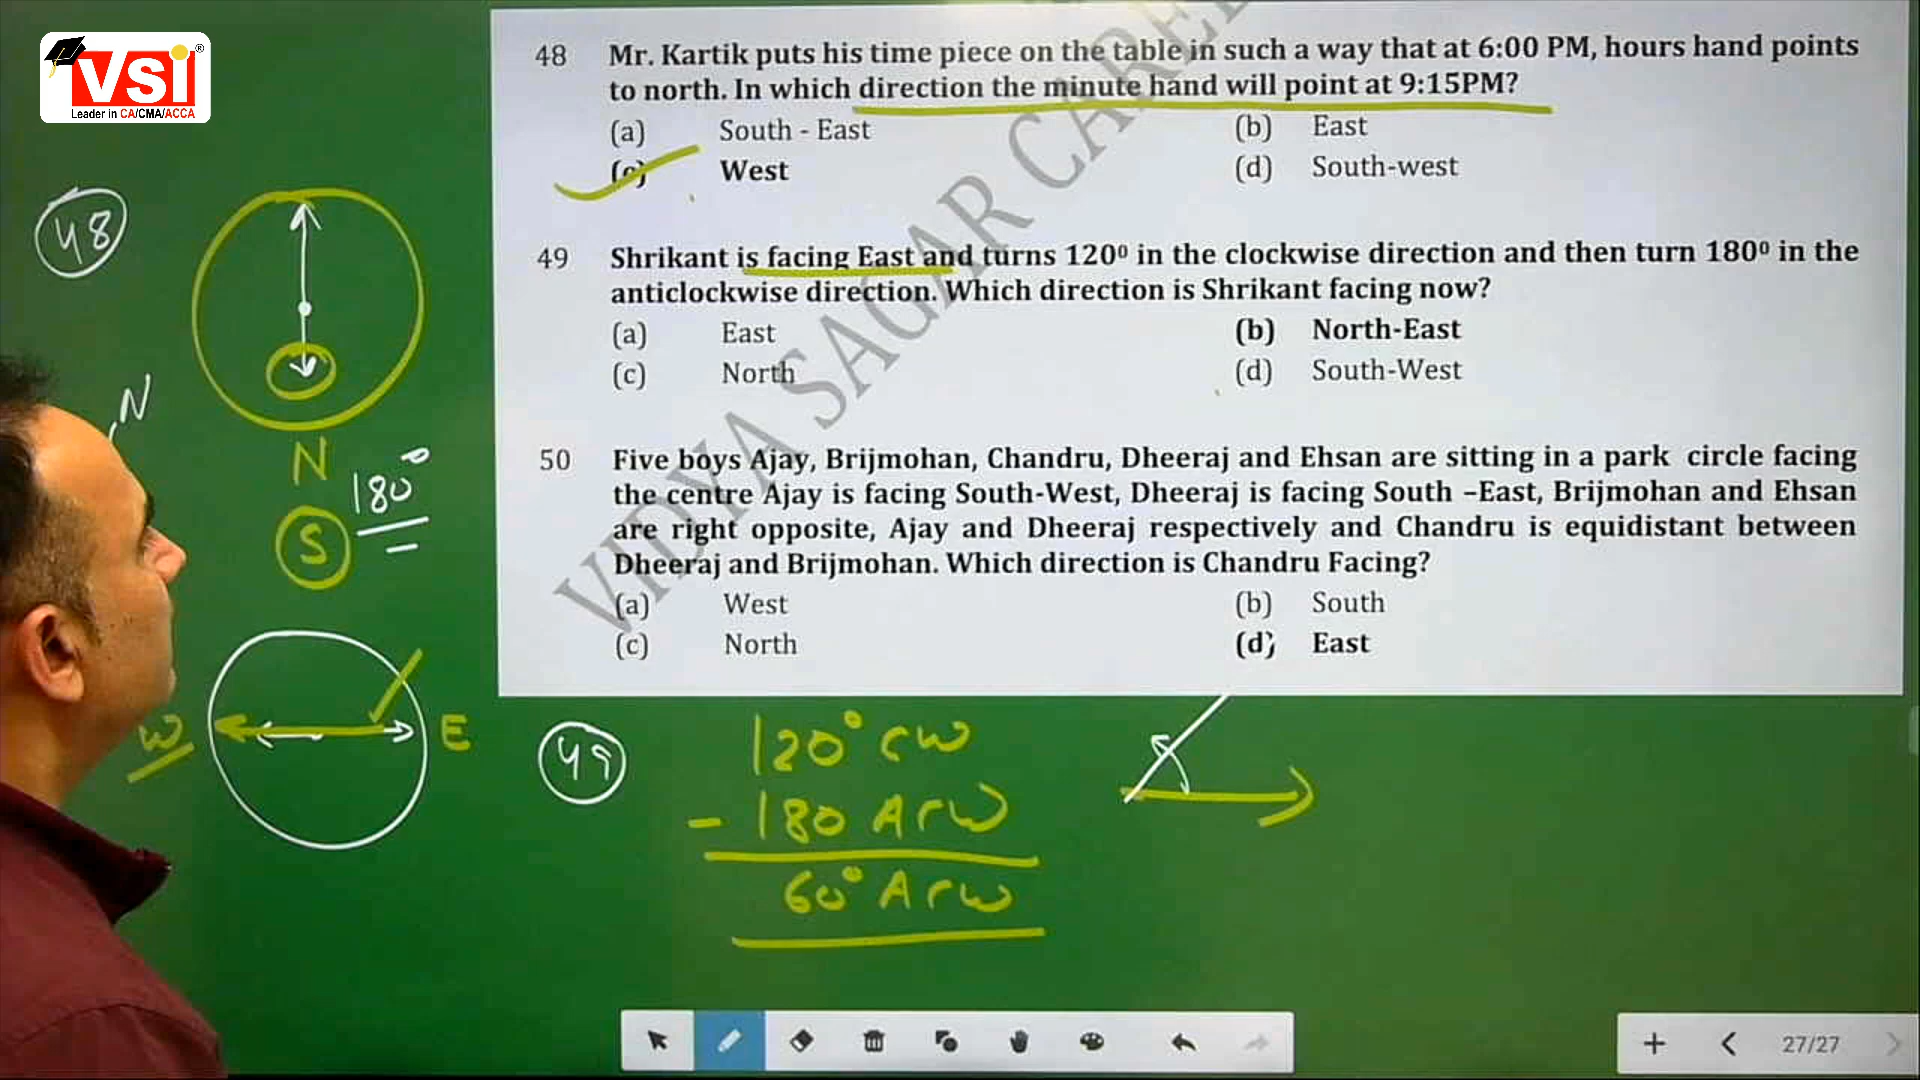 VSI ®
Leader in CA/CMA/ACCA
VIDYA SAGAR CAREE
48 Mr. Kartik puts his time piece on the table in such a way that at 6:00 PM, hours hand points
to north. In which direction the minute hand will point at 9:15PM?
(a) South - East (b) East
(c) West (d) South-west
49 Shrikant is facing East and turns 120⁰ in the clockwise direction and then turn 180⁰ in the
anticlockwise direction. Which direction is Shrikant facing now?
(a) East (b) North-East
(c) North (d) South-West
50 Five boys Ajay, Brijmohan, Chandru, Dheeraj and Ehsan are sitting in a park circle facing
the centre Ajay is facing South-West, Dheeraj is facing South –East, Brijmohan and Ehsan
are right opposite, Ajay and Dheeraj respectively and Chandru is equidistant between
Dheeraj and Brijmohan. Which direction is Chandru Facing?
(a) West (b) South
(c) North (d) East
48
N
N
180°
S
W E
49
120° CW
- 180 ACW
60° ACW
27/27